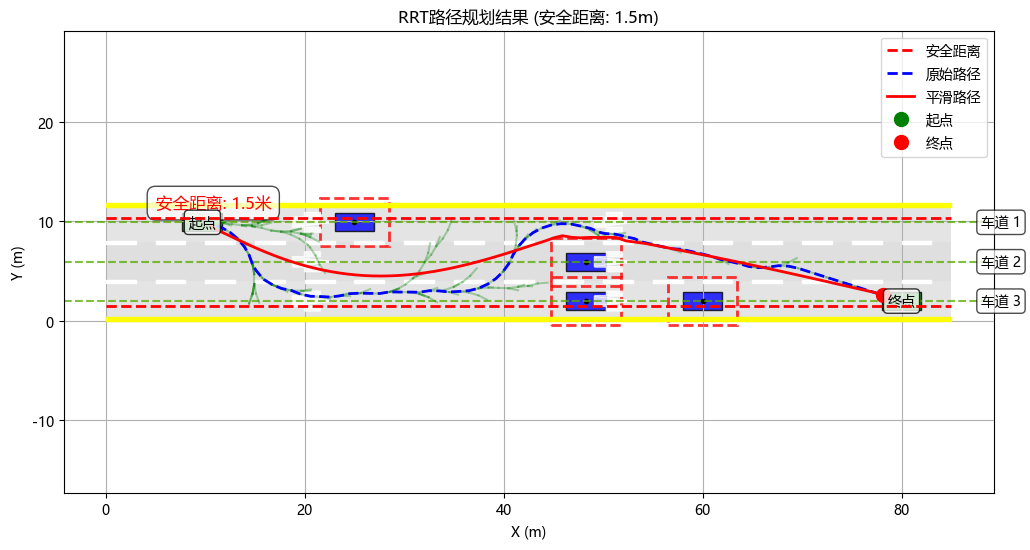 RRT路径规划结果 (安全距离: 1.5m)
安全距离
原始路径
平滑路径
起点
终点
安全距离: 1.5米
起点
车道 1
车道 2
车道 3
终点
20
10
0
-10
Y (m)
0
20
40
60
80
X (m)